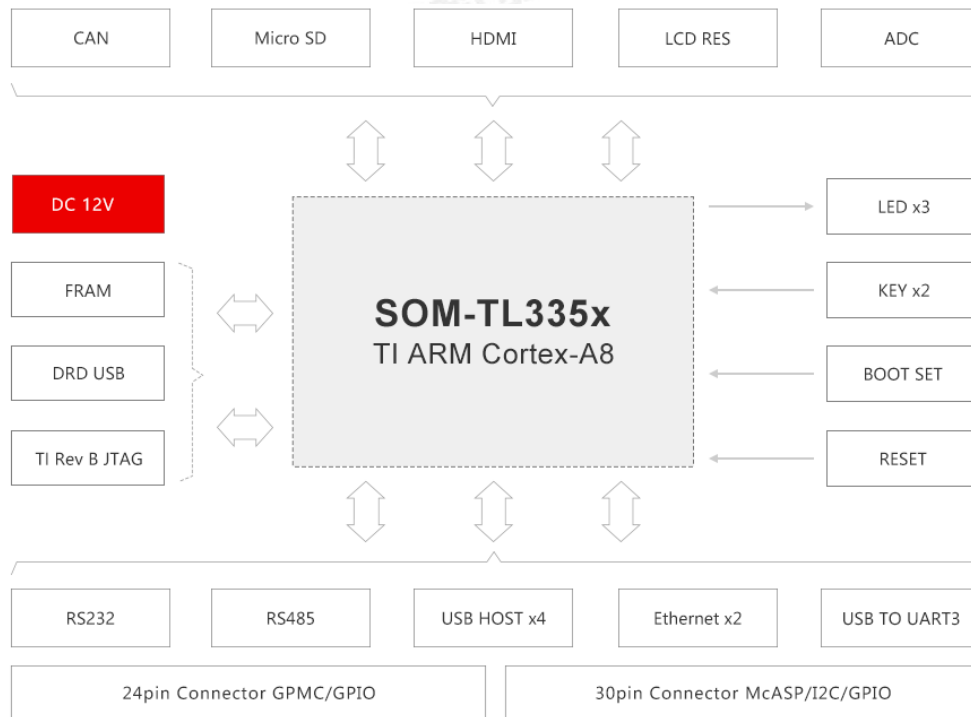 CAN
Micro SD
HDMI
LCD RES
ADC
DC 12V
FRAM
DRD USB
TI Rev B JTAG
SOM-TL335x
TI ARM Cortex-A8
LED x3
KEY x2
BOOT SET
RESET
RS232
RS485
USB HOST x4
Ethernet x2
USB TO UART3
24pin Connector GPMC/GPIO
30pin Connector McASP/I2C/GPIO